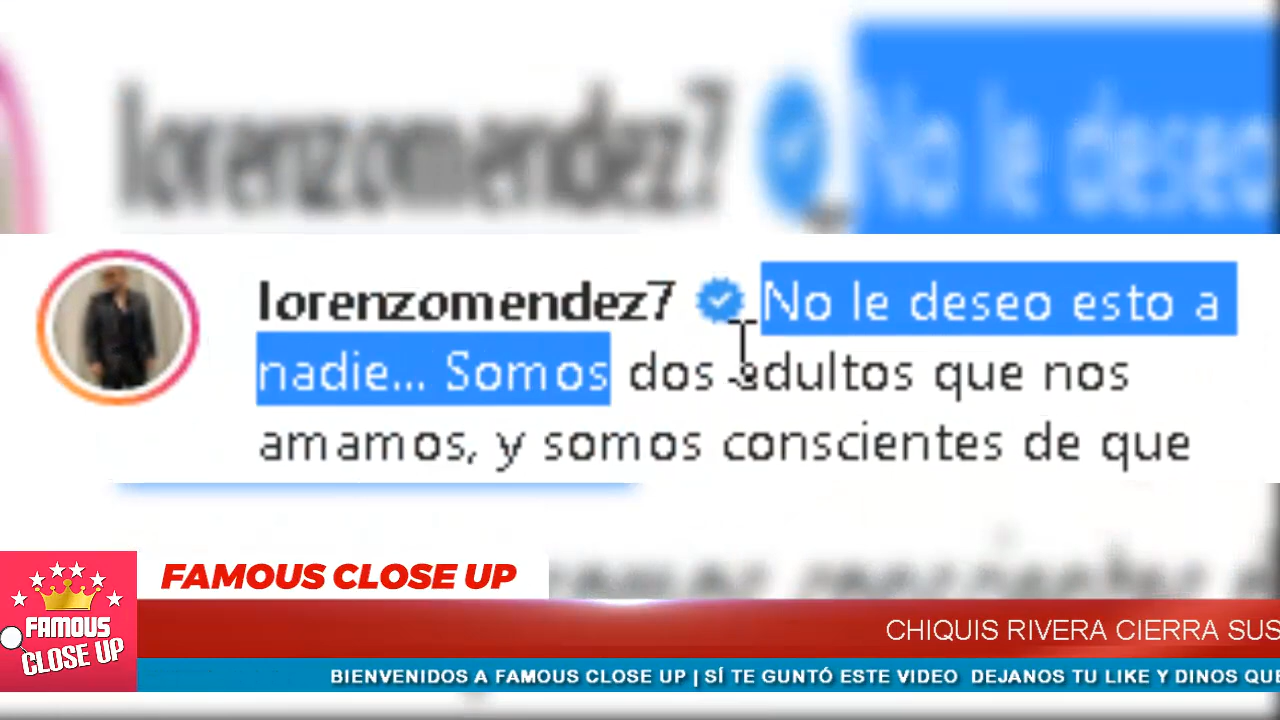 lorenzomendez7 No le deseo
lorenzomendez7 No le deseo esto a
nadie... Somos dos adultos que nos
amamos, y somos conscientes de que
FAMOUS CLOSE UP
FAMOUS
CLOSE UP
CHIQUIS RIVERA CIERRA SUS
BIENVENIDOS A FAMOUS CLOSE UP | SÍ TE GUNTÓ ESTE VIDEO DEJANOS TU LIKE Y DINOS QUE